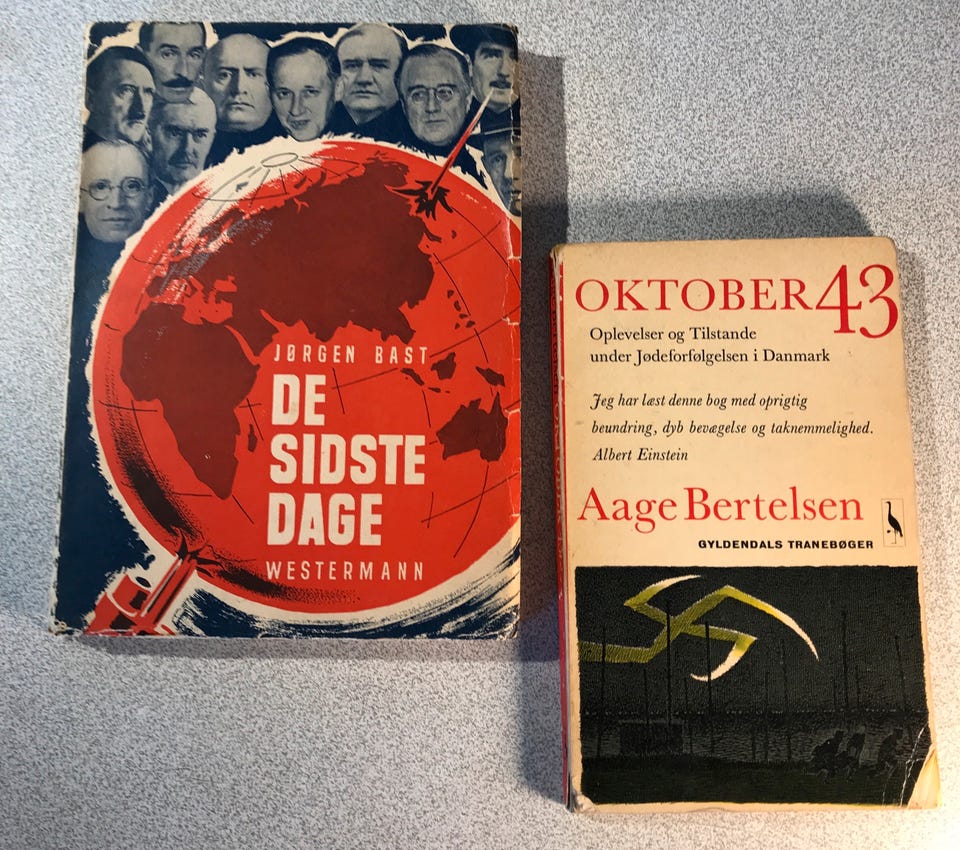 JØRGEN BAST
DE
SIDSTE
DAGE
WESTERMANN
OKTOBER 43
Oplevelser og Tilstande
under Jødeforfølgelsen i Danmark
Jeg har læst denne bog med oprigtig
beundring, dyb bevægelse og taknemmelighed.
Albert Einstein
Aage Bertelsen
GYLDENDALS TRANEBØGER